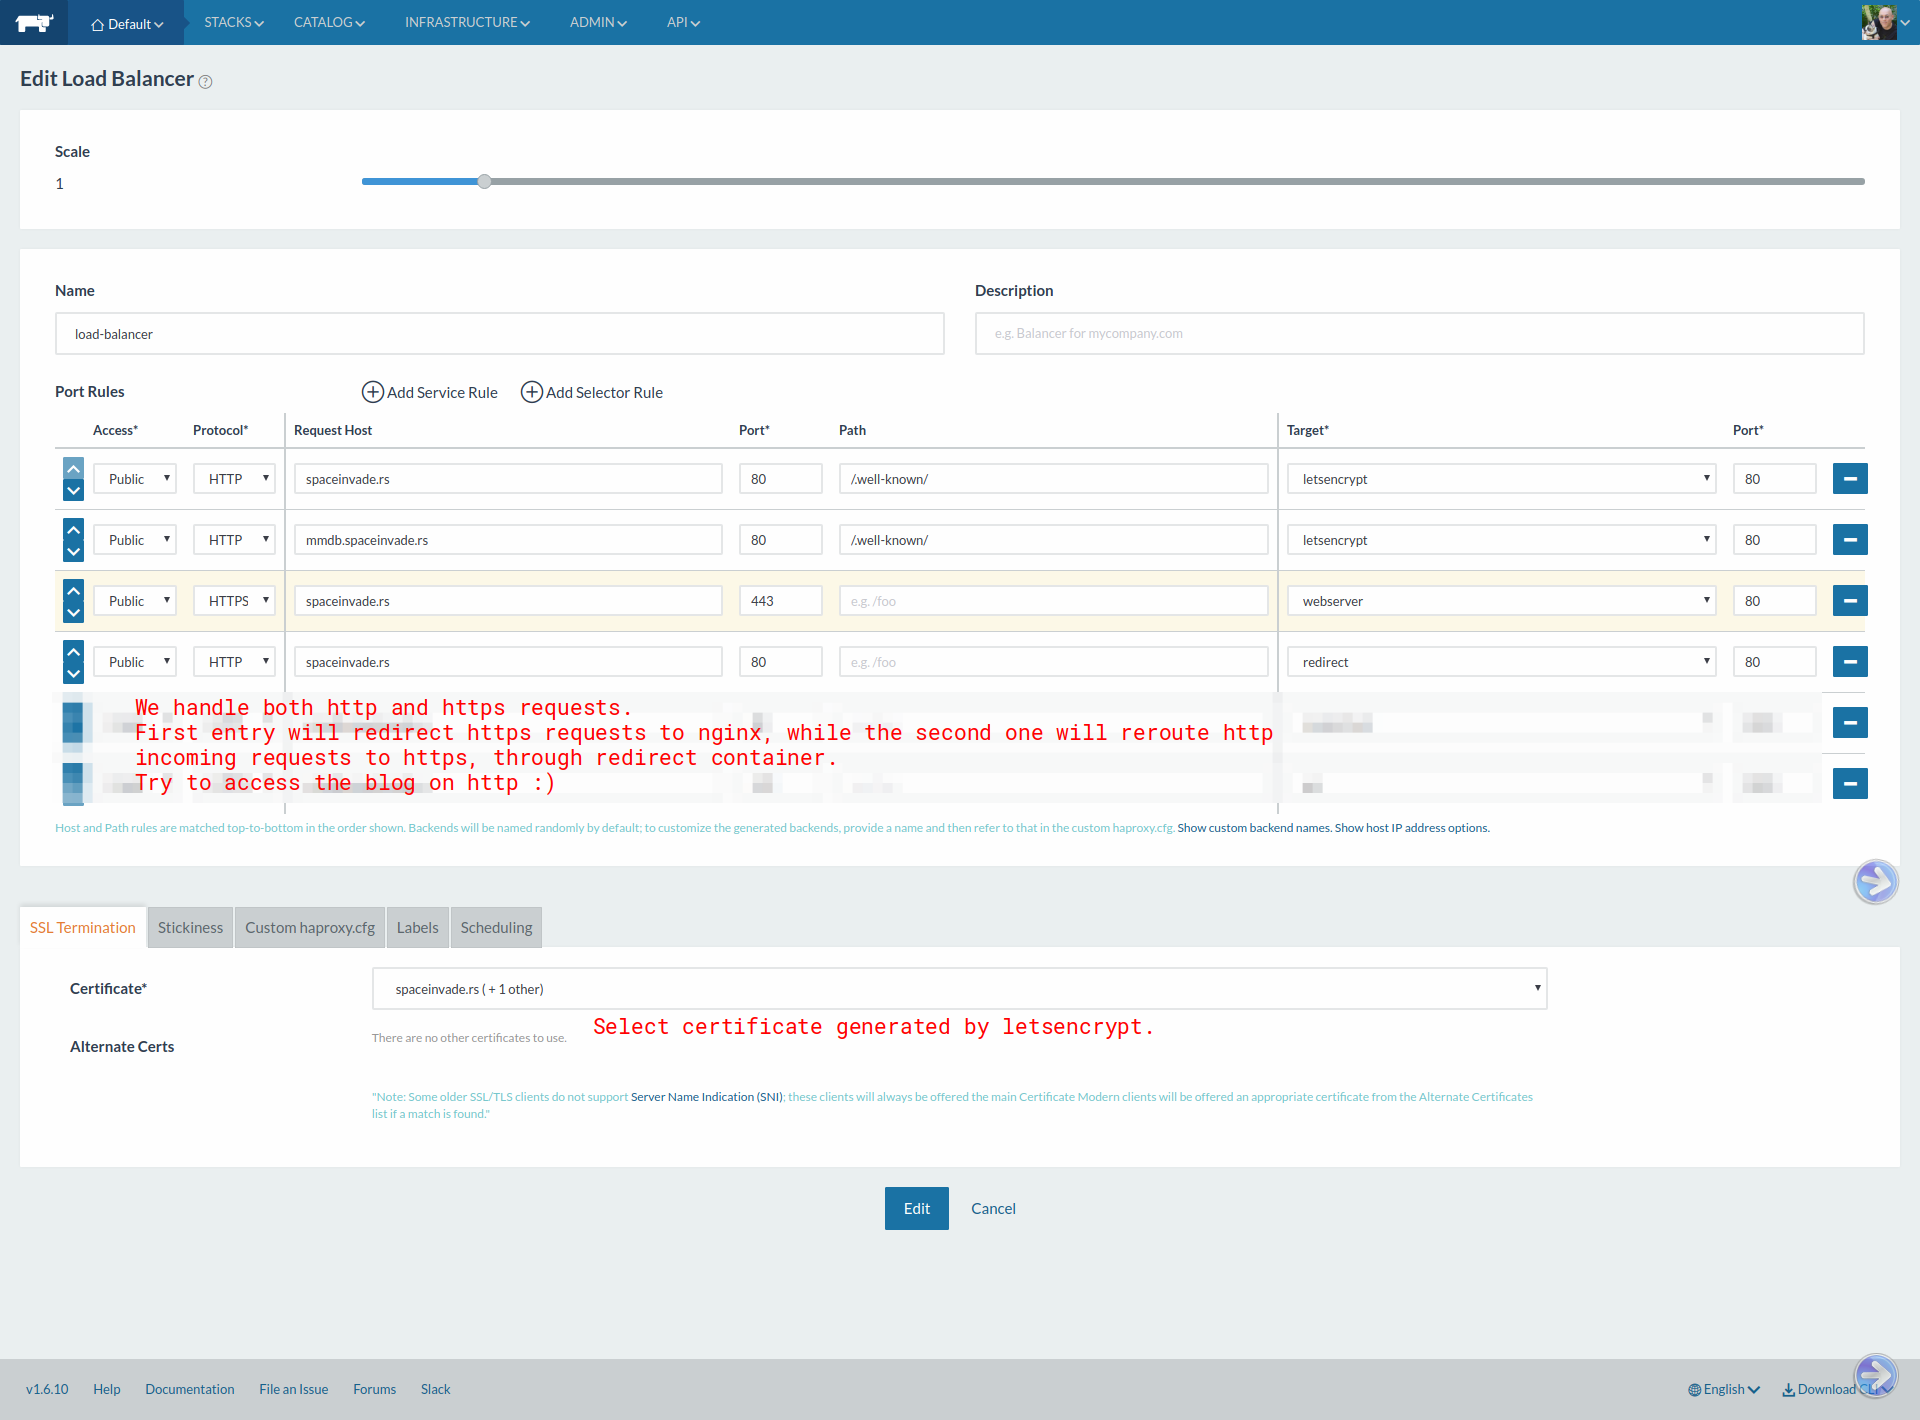 Default STACKS CATALOG INFRASTRUCTURE ADMIN API
Edit Load Balancer ?
Scale
1
Name Description
load-balancer e.g. Balancer for mycompany.com
Port Rules Add Service Rule Add Selector Rule
Access* Protocol* Request Host Port* Path Target* Port*
Public HTTP spaceinvade.rs 80 /.well-known/ letsencrypt 80
Public HTTP mmdb.spaceinvade.rs 80 /.well-known/ letsencrypt 80
Public HTTPS spaceinvade.rs 443 e.g. /foo webserver 80
Public HTTP spaceinvade.rs 80 e.g. /foo redirect 80
We handle both http and https requests.
First entry will redirect https requests to nginx, while the second one will reroute http
incoming requests to https, through redirect container.
Try to access the blog on http :)
Host and Path rules are matched top-to-bottom in the order shown. Backends will be named randomly by default; to customize the generated backends, provide a name and then refer to that in the custom haproxy.cfg. Show custom backend names. Show host IP address options.
SSL Termination Stickiness Custom haproxy.cfg Labels Scheduling
Certificate* spaceinvade.rs ( + 1 other)
Select certificate generated by letsencrypt.
Alternate Certs There are no other certificates to use.
"Note: Some older SSL/TLS clients do not support Server Name Indication (SNI); these clients will always be offered the main Certificate Modern clients will be offered an appropriate certificate from the Alternate Certificates
list if a match is found."
Edit Cancel
v1.6.10 Help Documentation File an Issue Forums Slack English Download CLI